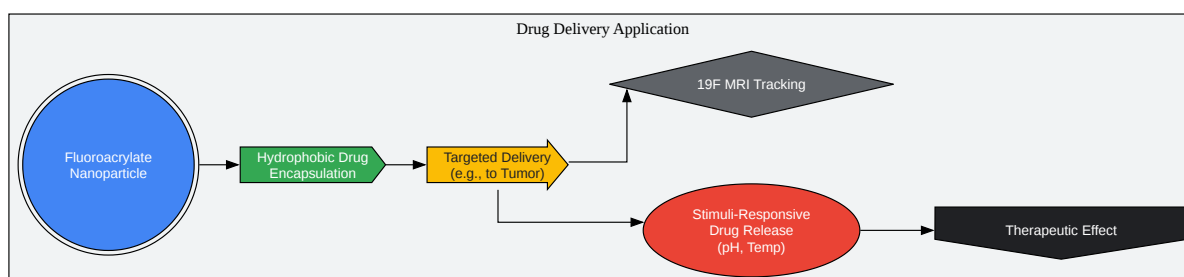 Drug Delivery Application
Fluoroacrylate
Nanoparticle
Hydrophobic Drug
Encapsulation
Targeted Delivery
(e.g., to Tumor)
19F MRI Tracking
Stimuli-Responsive
Drug Release
(pH, Temp)
Therapeutic Effect